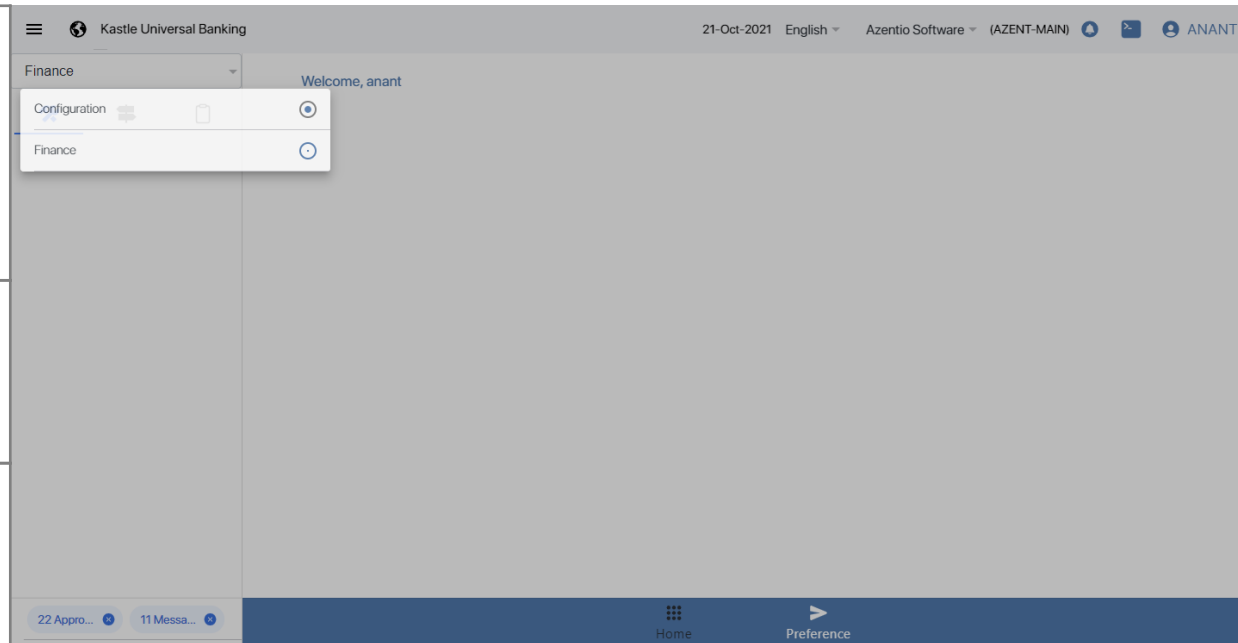 Kastle Universal Banking 21-Oct-2021 English Azentio Software (AZENT-MAIN) ANANT
Finance
Welcome, anant
Configuration
Finance
22 Appro... 11 Messa...
Home Preference